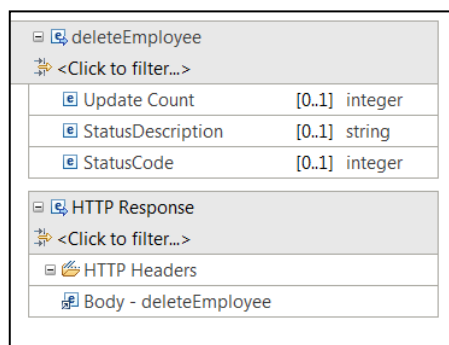 deleteEmployee
<Click to filter...>
Update Count [0..1] integer
StatusDescription [0..1] string
StatusCode [0..1] integer
HTTP Response
<Click to filter...>
HTTP Headers
Body - deleteEmployee